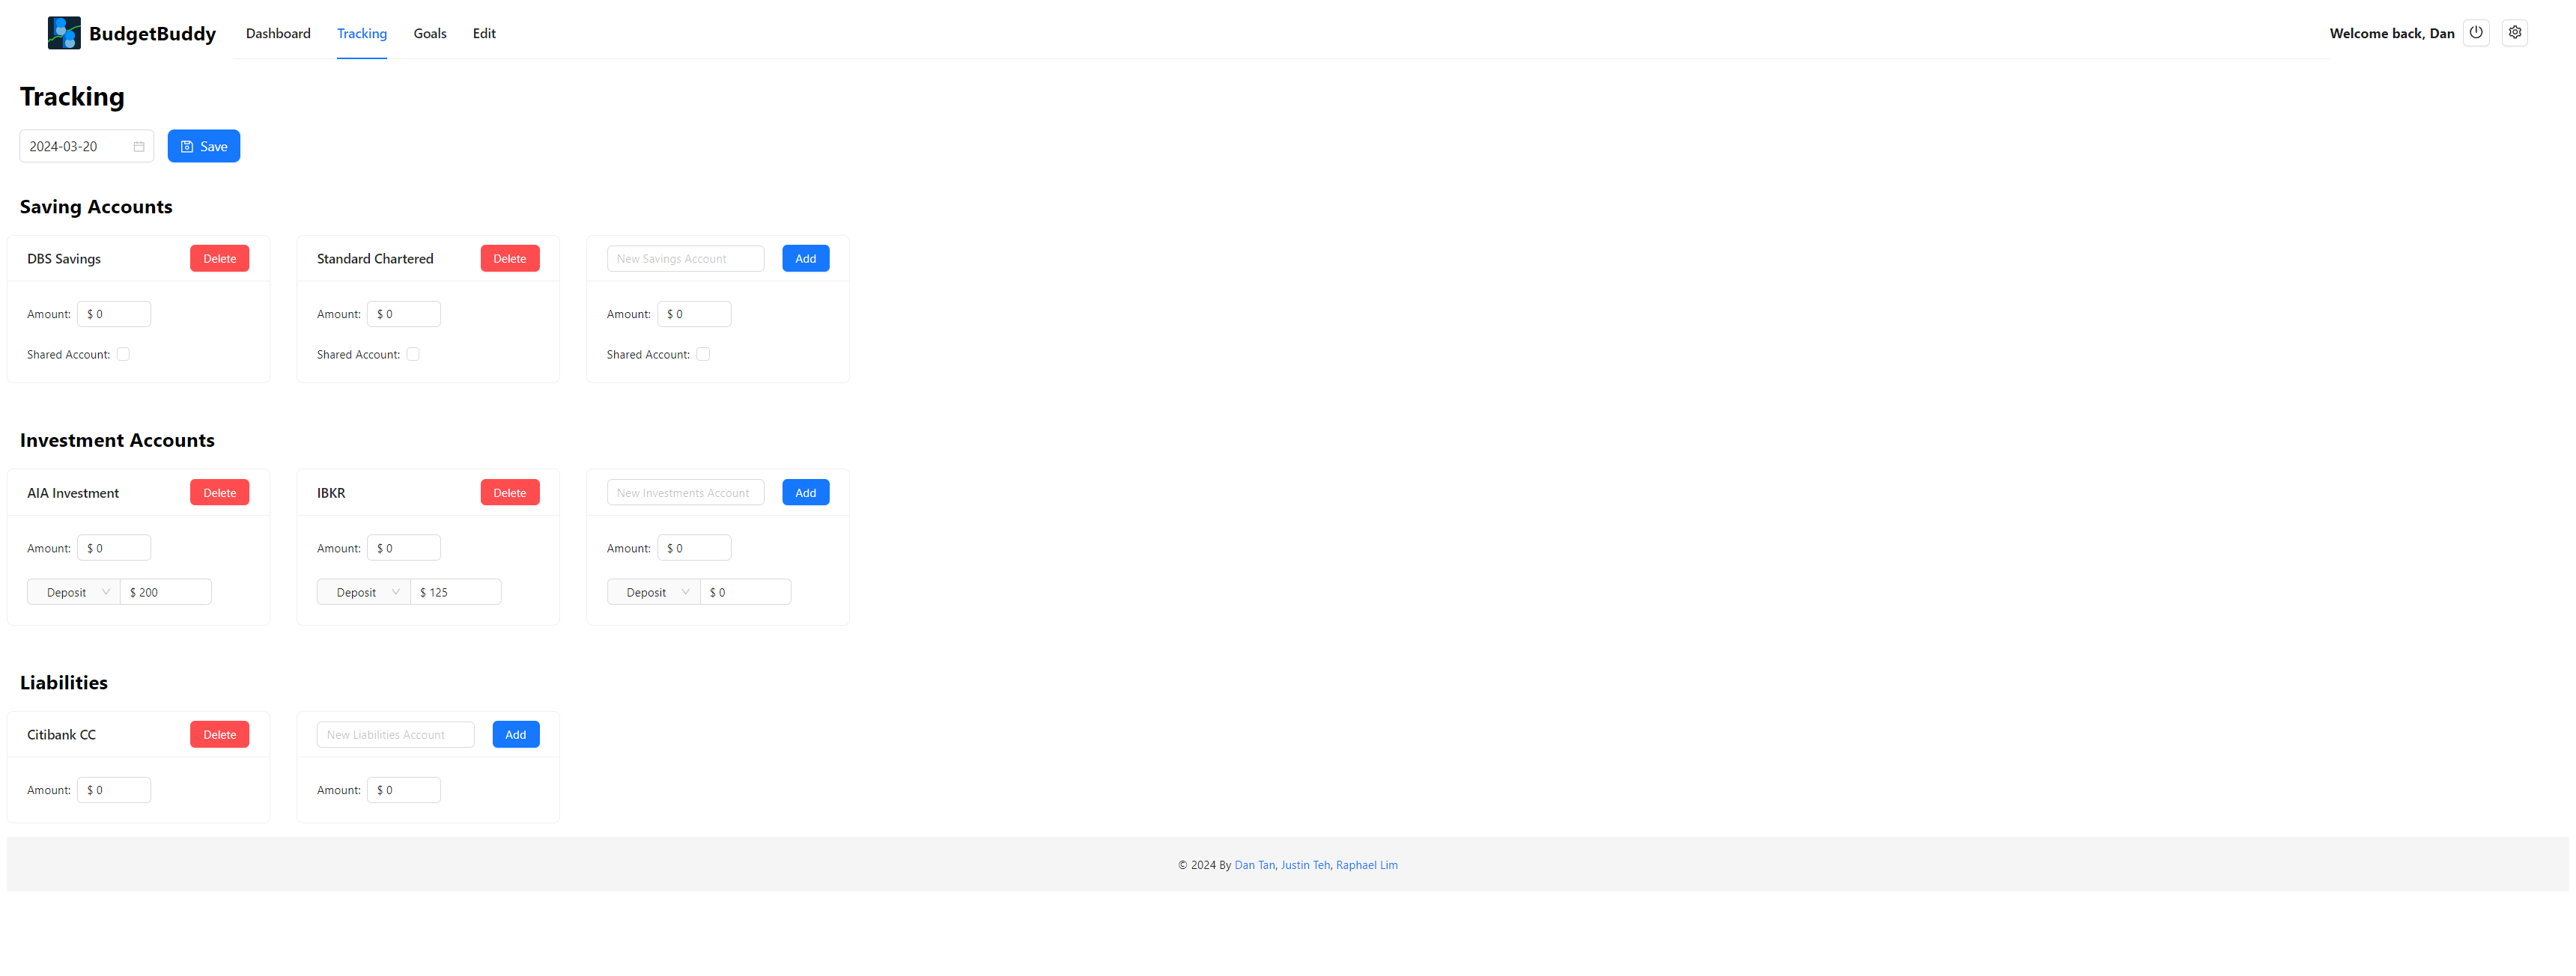 BudgetBuddy Dashboard Tracking Goals Edit Welcome back, Dan
Tracking
2024-03-20 Save
Saving Accounts
DBS Savings Delete Standard Chartered Delete New Savings Account Add
Amount: $ 0 Amount: $ 0 Amount: $ 0
Shared Account: Shared Account: Shared Account:
Investment Accounts
AIA Investment Delete IBKR Delete New Investments Account Add
Amount: $ 0 Amount: $ 0 Amount: $ 0
Deposit $ 200 Deposit $ 125 Deposit $ 0
Liabilities
Citibank CC Delete New Liabilities Account Add
Amount: $ 0 Amount: $ 0
© 2024 By Dan Tan, Justin Teh, Raphael Lim